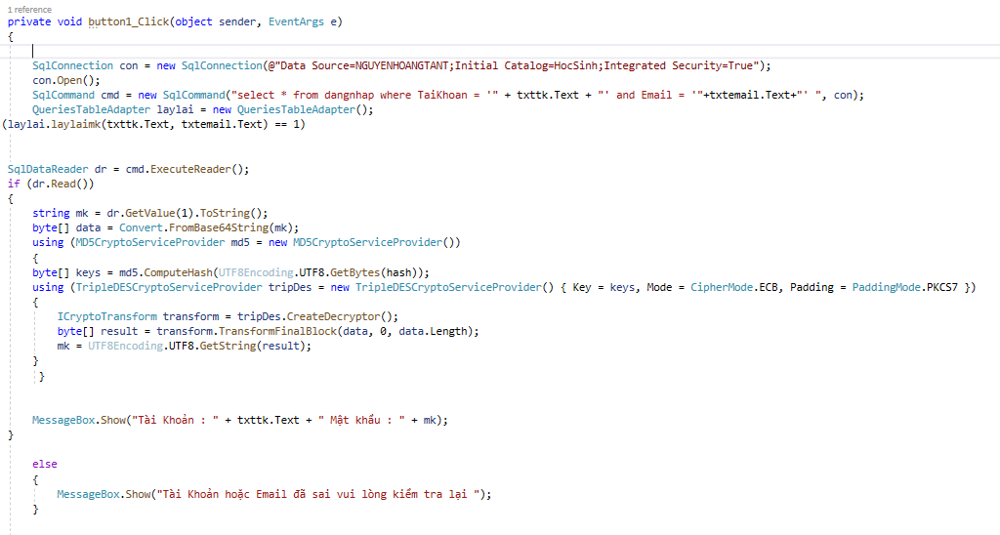 1 reference
private void button1_Click(object sender, EventArgs e)
{
SqlConnection con = new SqlConnection(@"Data Source=NGUYENHOANGTANT;Initial Catalog=HocSinh;Integrated Security=True");
con.Open();
SqlCommand cmd = new SqlCommand("select * from dangnhap where TaiKhoan = '" + txttk.Text + "' and Email = '"+txtemail.Text+"' ", con);
QueriesTableAdapter laylai = new QueriesTableAdapter();
(laylai.laylaimk(txttk.Text, txtemail.Text) == 1)
SqlDataReader dr = cmd.ExecuteReader();
if (dr.Read())
{
string mk = dr.GetValue(1).ToString();
byte[] data = Convert.FromBase64String(mk);
using (MD5CryptoServiceProvider md5 = new MD5CryptoServiceProvider())
{
byte[] keys = md5.ComputeHash(UTF8Encoding.UTF8.GetBytes(hash));
using (TripleDESCryptoServiceProvider tripDes = new TripleDESCryptoServiceProvider() { Key = keys, Mode = CipherMode.ECB, Padding = PaddingMode.PKCS7 })
{
ICryptoTransform transform = tripDes.CreateDecryptor();
byte[] result = transform.TransformFinalBlock(data, 0, data.Length);
mk = UTF8Encoding.UTF8.GetString(result);
}
}
MessageBox.Show("Tài Khoản : " + txttk.Text + " Mật khẩu : " + mk);
}
else
{
MessageBox.Show("Tài Khoản hoặc Email đã sai vui lòng kiểm tra lại ");
}